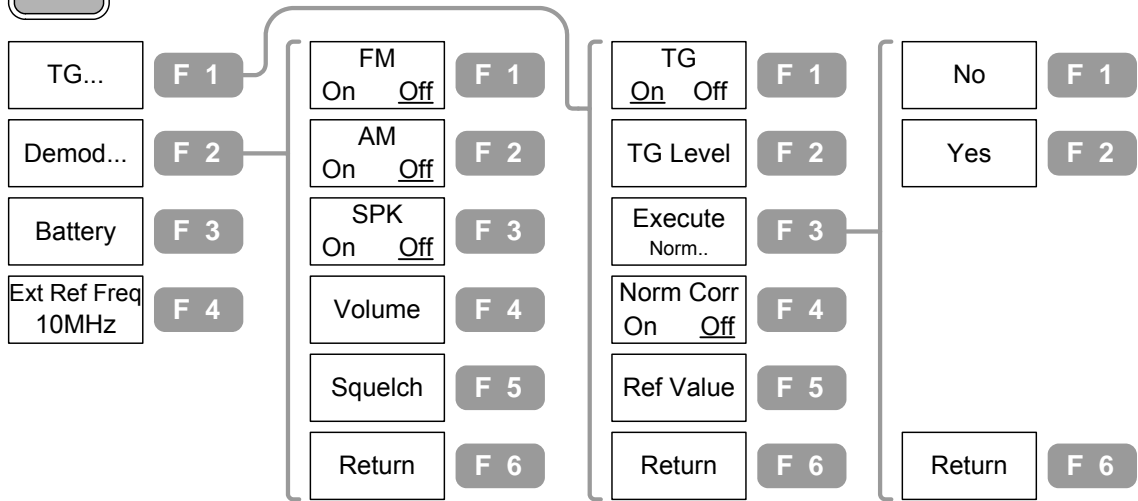 TG... F 1
Demod... F 2
Battery F 3
Ext Ref Freq
10MHz F 4
FM
On Off F 1
AM
On Off F 2
SPK
On Off F 3
Volume F 4
Squelch F 5
Return F 6
TG
On Off F 1
TG Level F 2
Execute
Norm.. F 3
Norm Corr
On Off F 4
Ref Value F 5
Return F 6
No F 1
Yes F 2
Return F 6